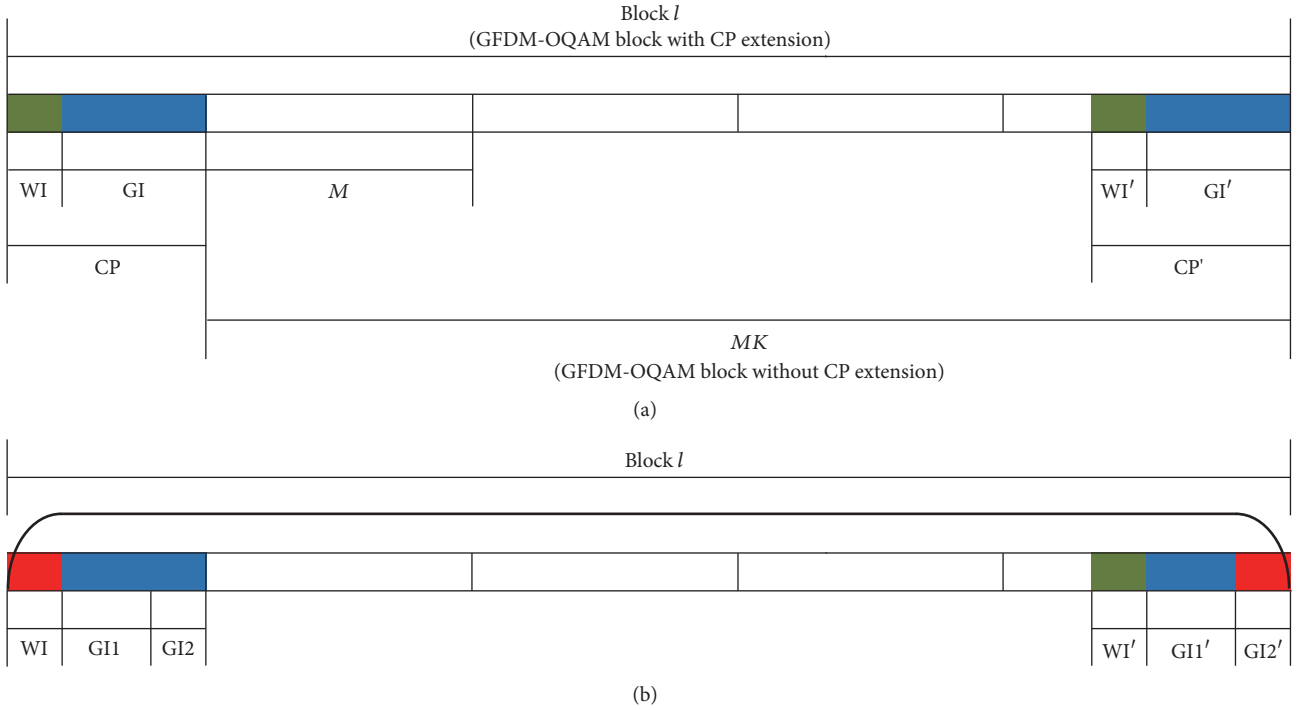 Block l
(GFDM-OQAM block with CP extension)
WI GI M WI′ GI′
CP CP'
MK
(GFDM-OQAM block without CP extension)
(a)
Block l
WI GI1 GI2 WI′ GI1′ GI2′
(b)